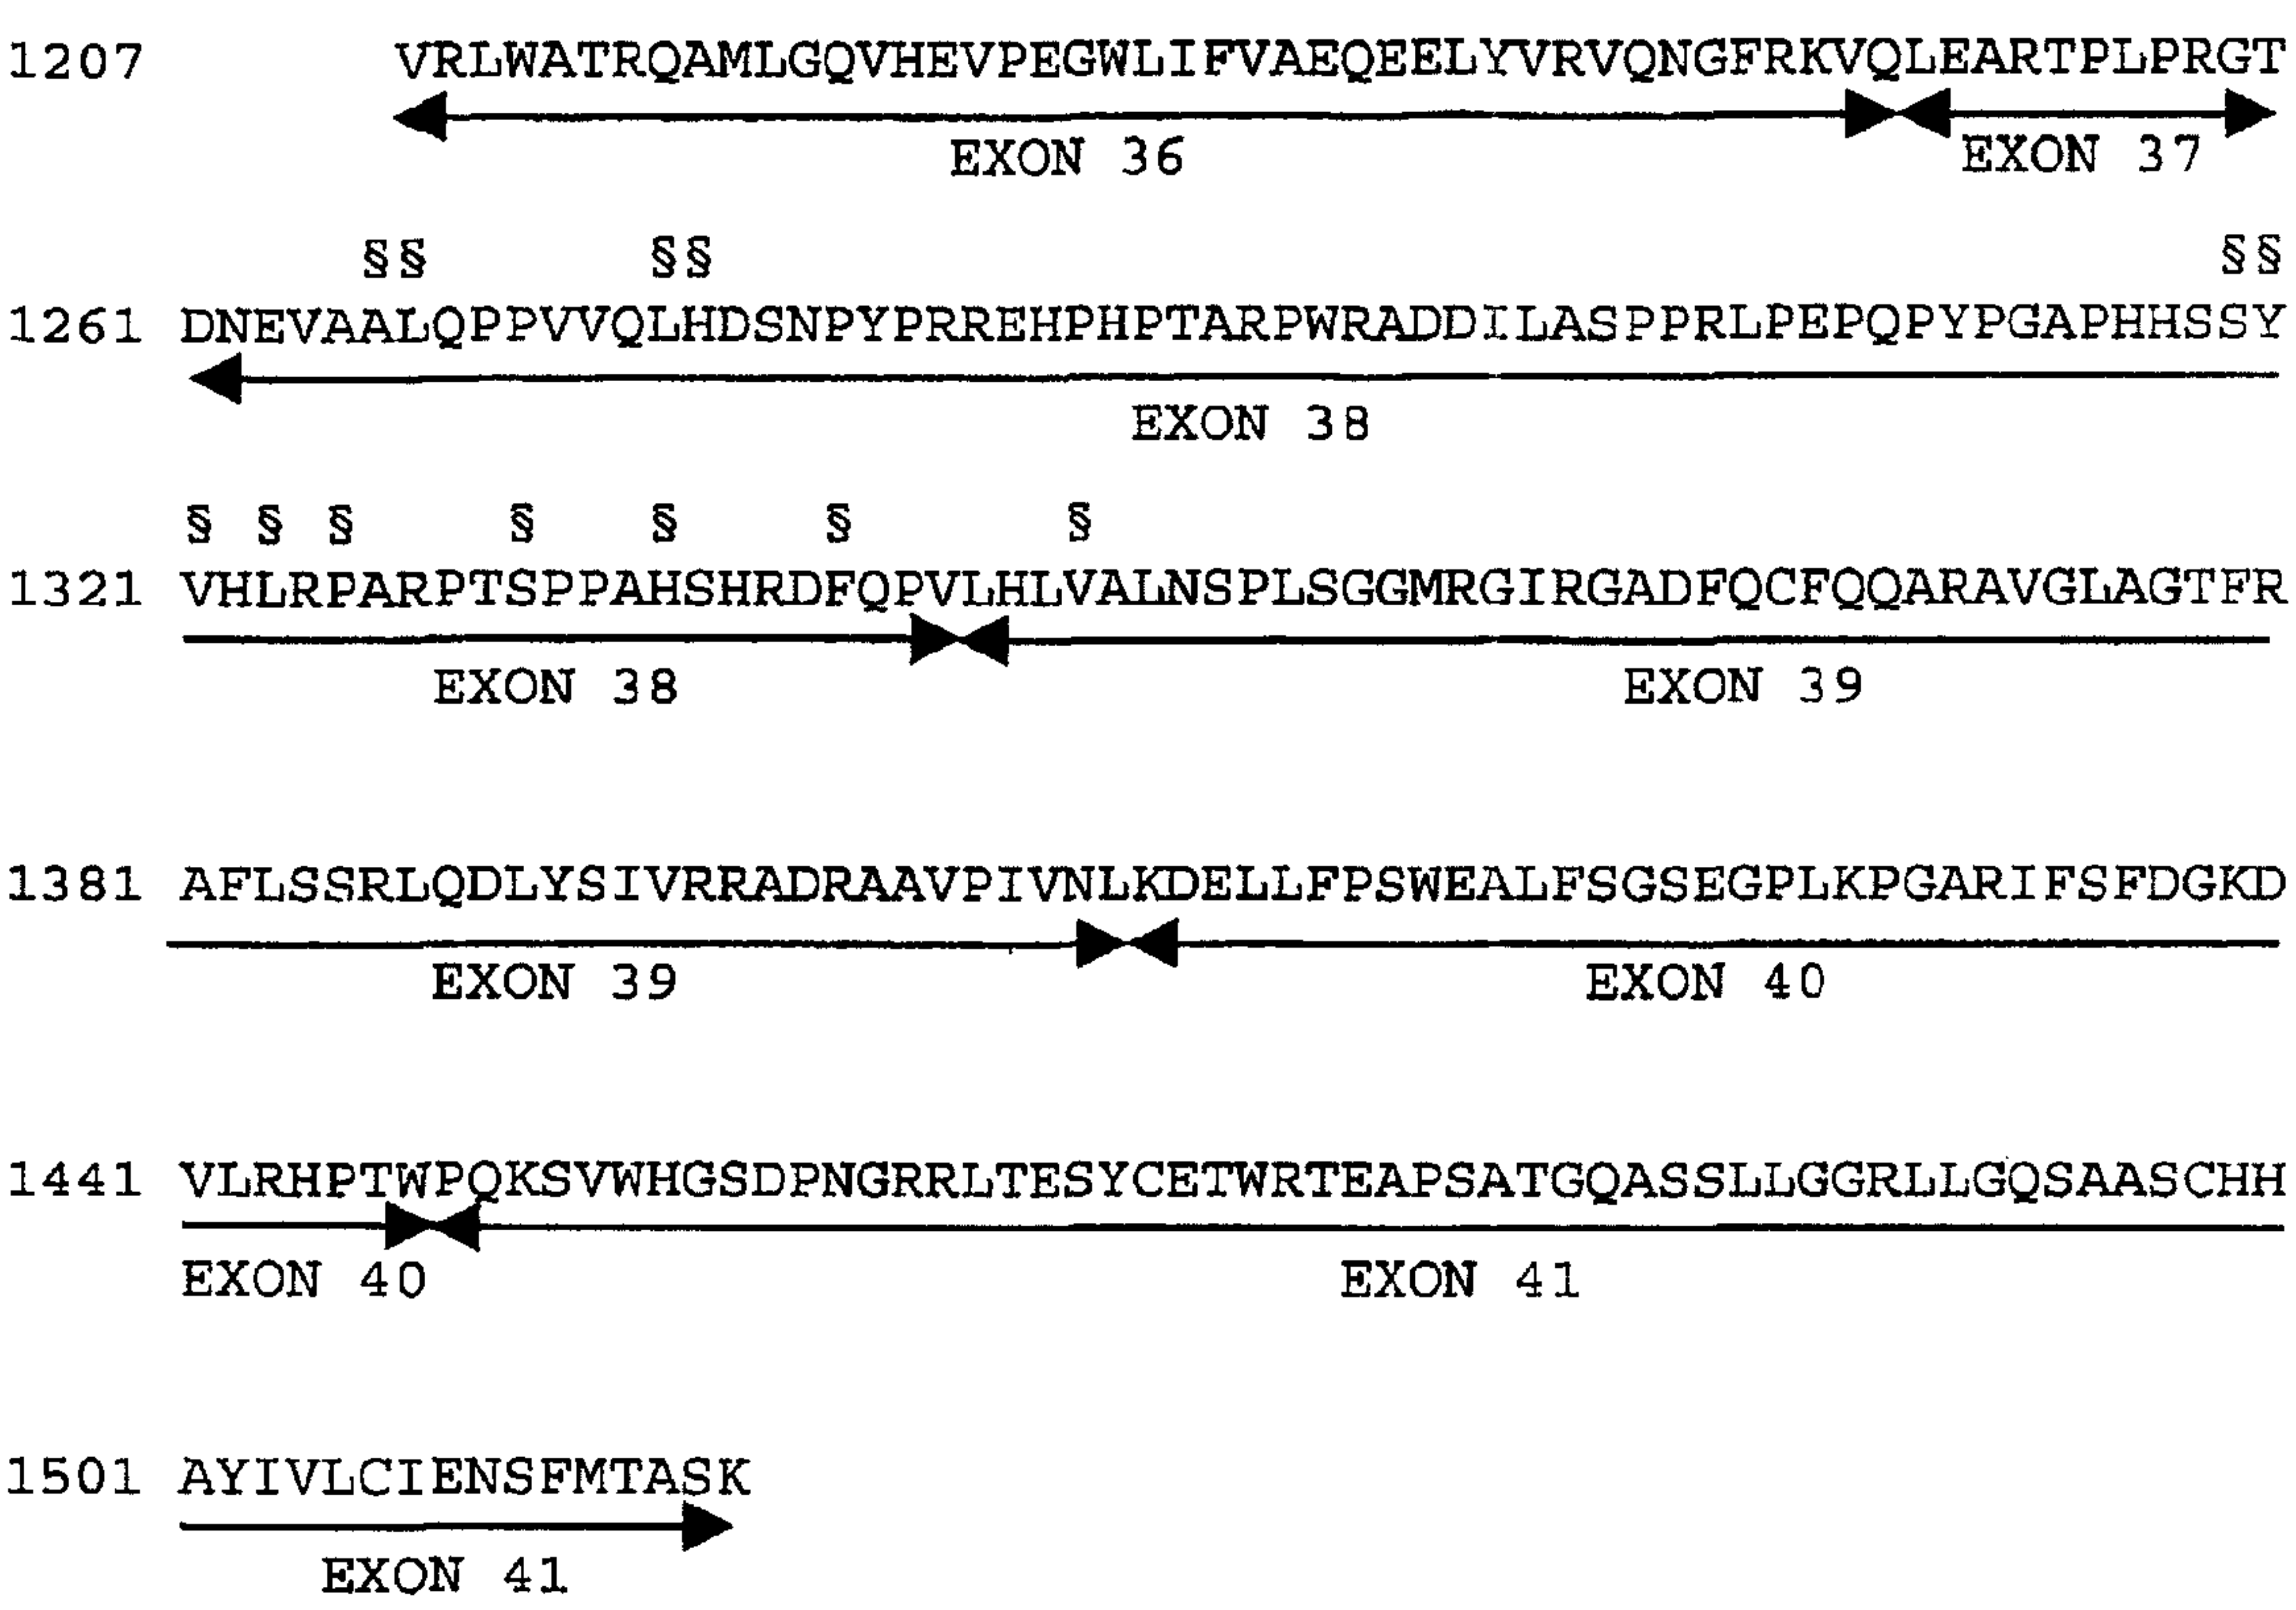 1207 VRLWATRQAMLGQVHEVPEGWLIFVAEQEELYVRVQNGFRKVQLEARTPLPRGT
EXON 36 EXON 37
§§ §§ §§
1261 DNEVAALQPPVVQLHDSNPYPRREHPHPTARPWRADDILASPPRLPEPQPYPGAPHHSSY
EXON 38
§ § § § § § §
1321 VHLRPARPTSPPAHSHRDFQPVLHLVALNSPLSGGMRGIRGADFQCFQQARAVGLAGTFR
EXON 38 EXON 39
1381 AFLSSRLQDLYSIVRRADRAAVPIVNLKDELLFPSWEALFSGSEGPLKPGARIFSFDGKD
EXON 39 EXON 40
1441 VLRHPTWPQKSVWHGSDPNGRRLTESYCETWRTEAPSATGQASSLLGGRLLGQSAASCHH
EXON 40 EXON 41
1501 AYIVLCIENSFMTASK
EXON 41